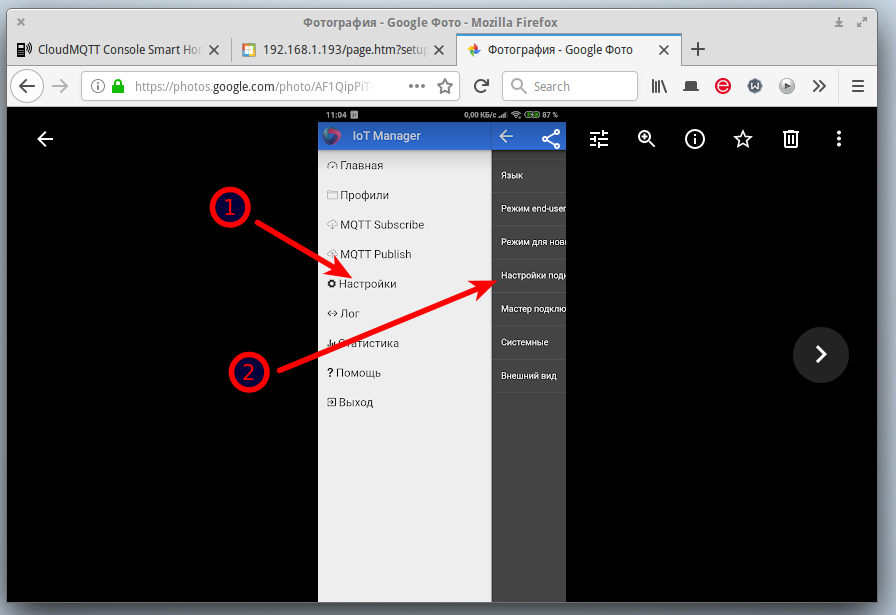 Фотография - Google Фото - Mozilla Firefox
CloudMQTT Console Smart Hor
192.168.1.193/page.htm?setup
Фотография - Google Фото
https://photos.google.com/photo/AF1QipPiT
Search
11:04
0,00 КБ/с
87 %
IoT Manager
Главная
Профили
MQTT Subscribe
MQTT Publish
Настройки
Лог
Статистика
Помощь
Выход
Язык
Режим end-user
Режим для нов
Настройки подк
Мастер подклю
Системные
Внешний вид
1
2